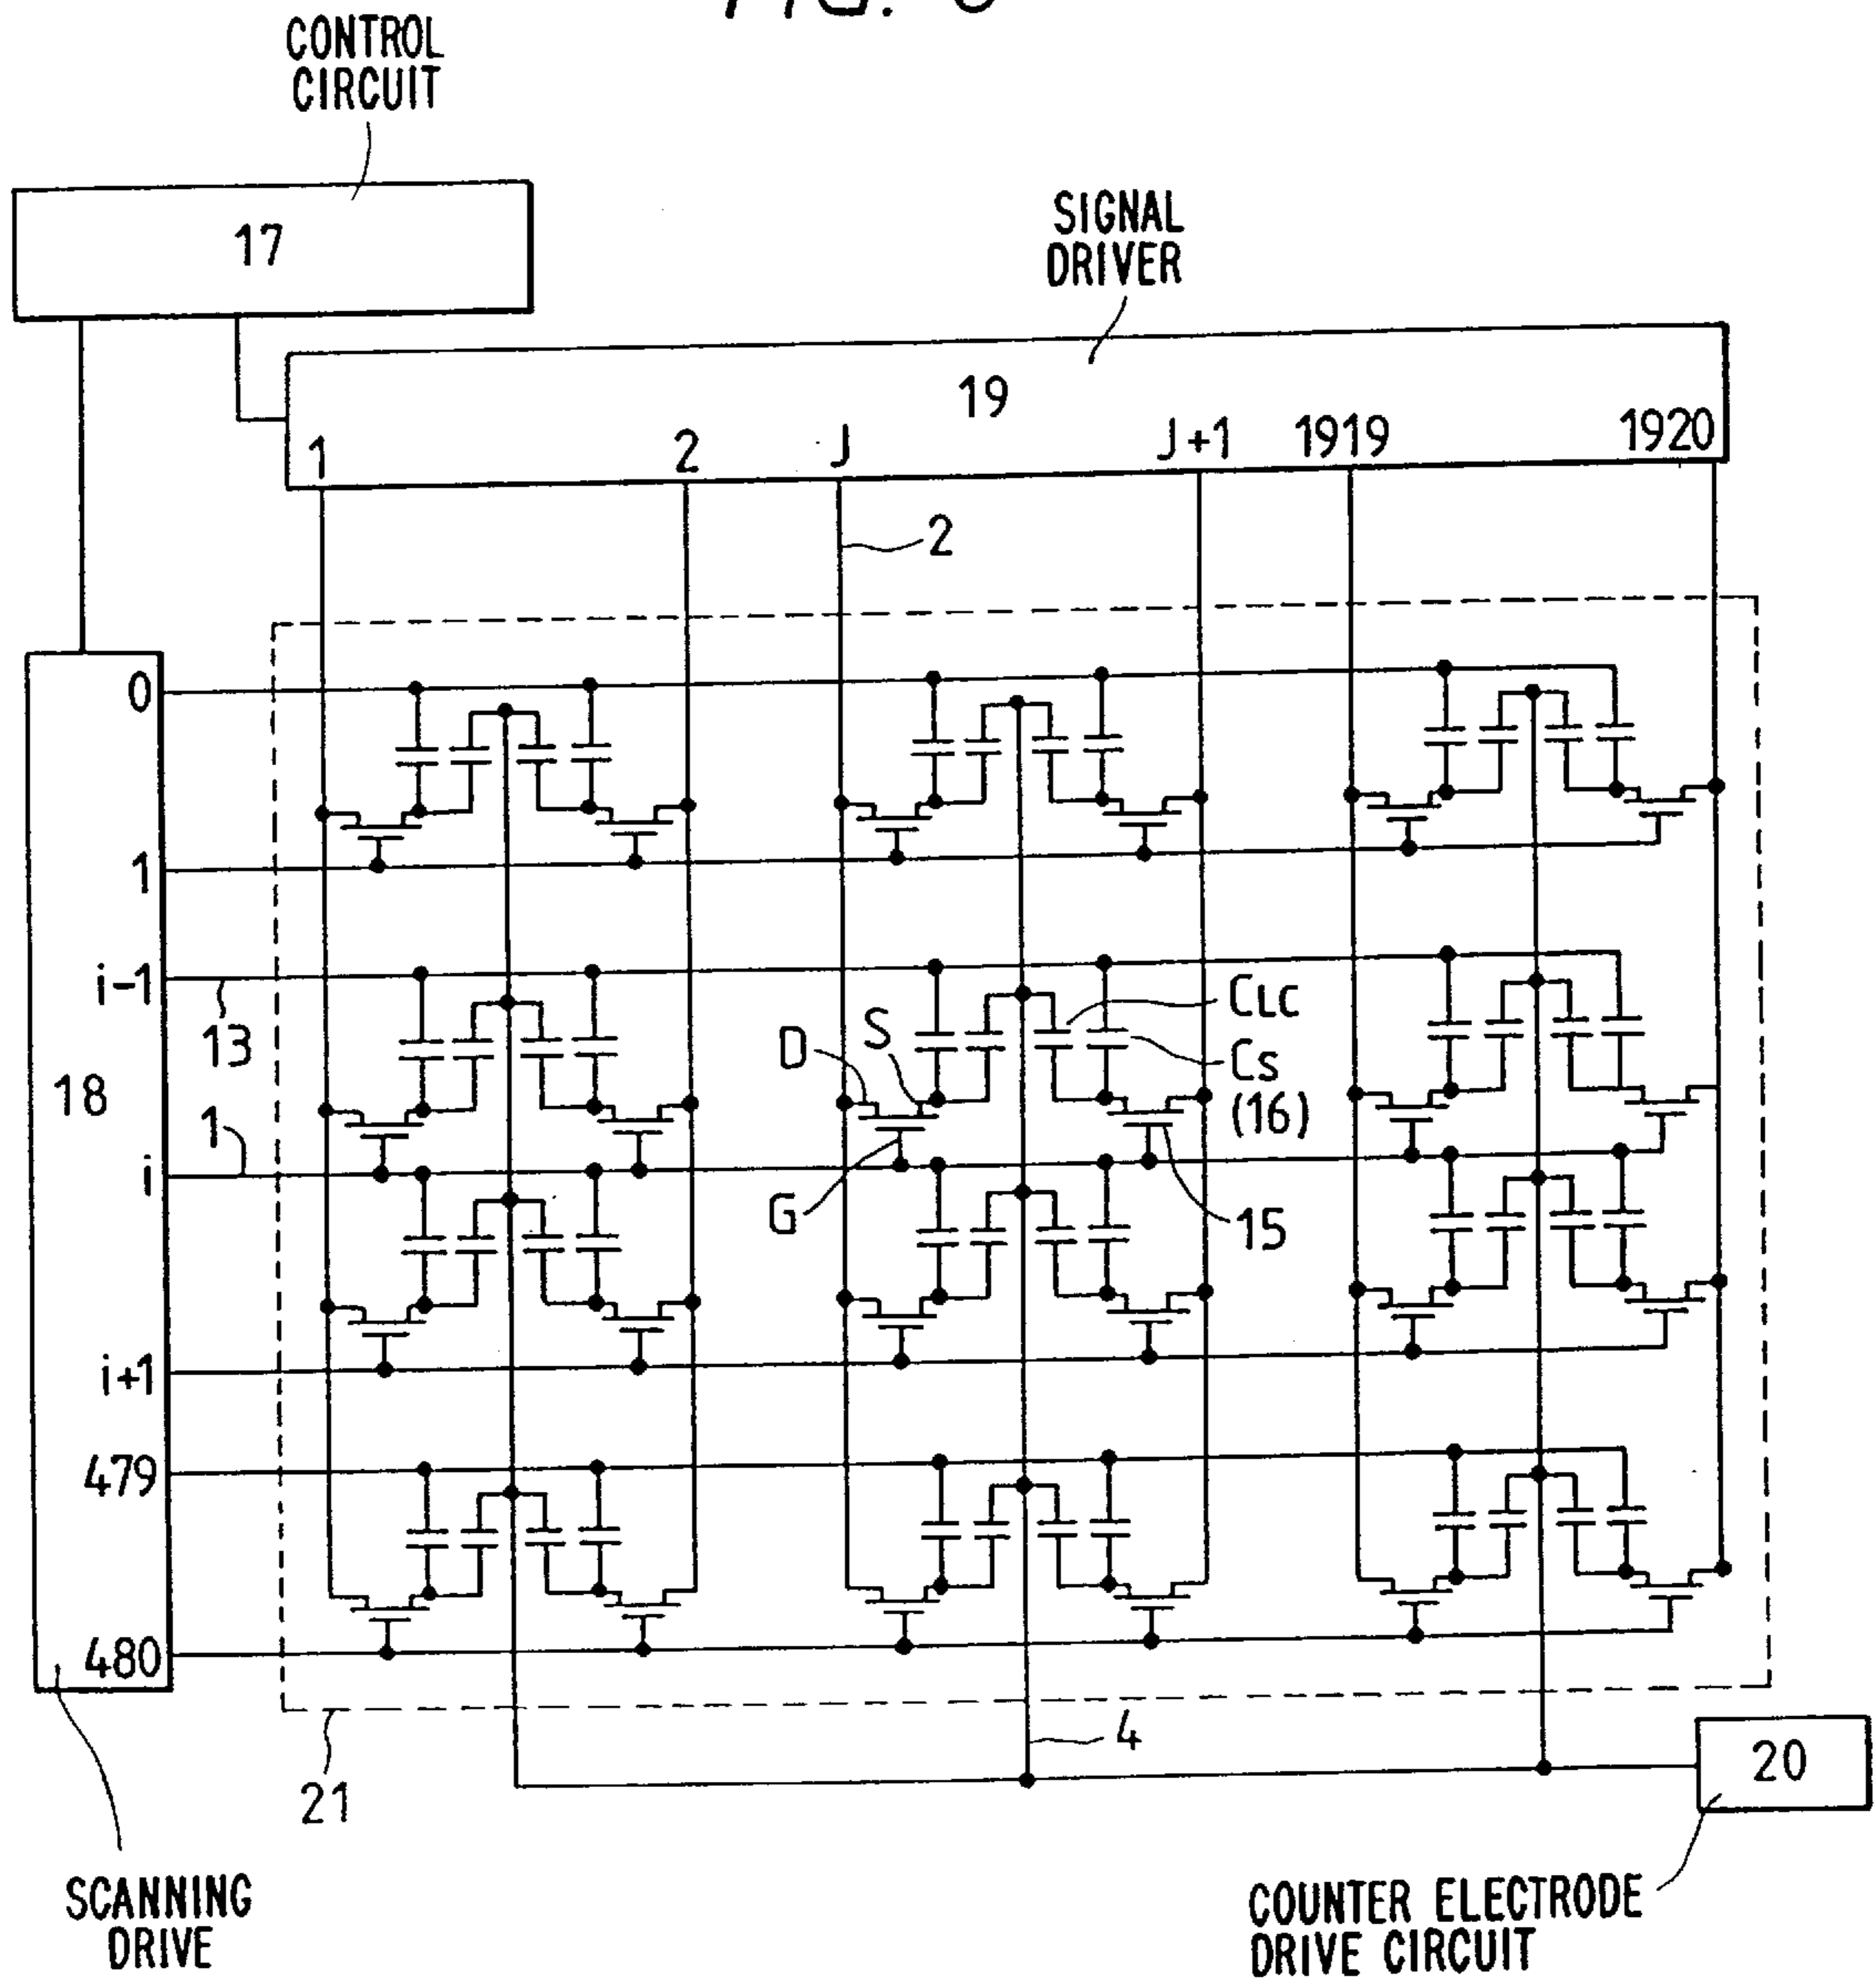 CONTROL
CIRCUIT
17
SIGNAL
DRIVER
19
1 2 J J+1 1919 1920
2
0
1
i-1
13
18
1
i
i+1
479
480
D
S
G
CLC
Cs
(16)
15
4
21
20
SCANNING
DRIVE
COUNTER ELECTRODE
DRIVE CIRCUIT